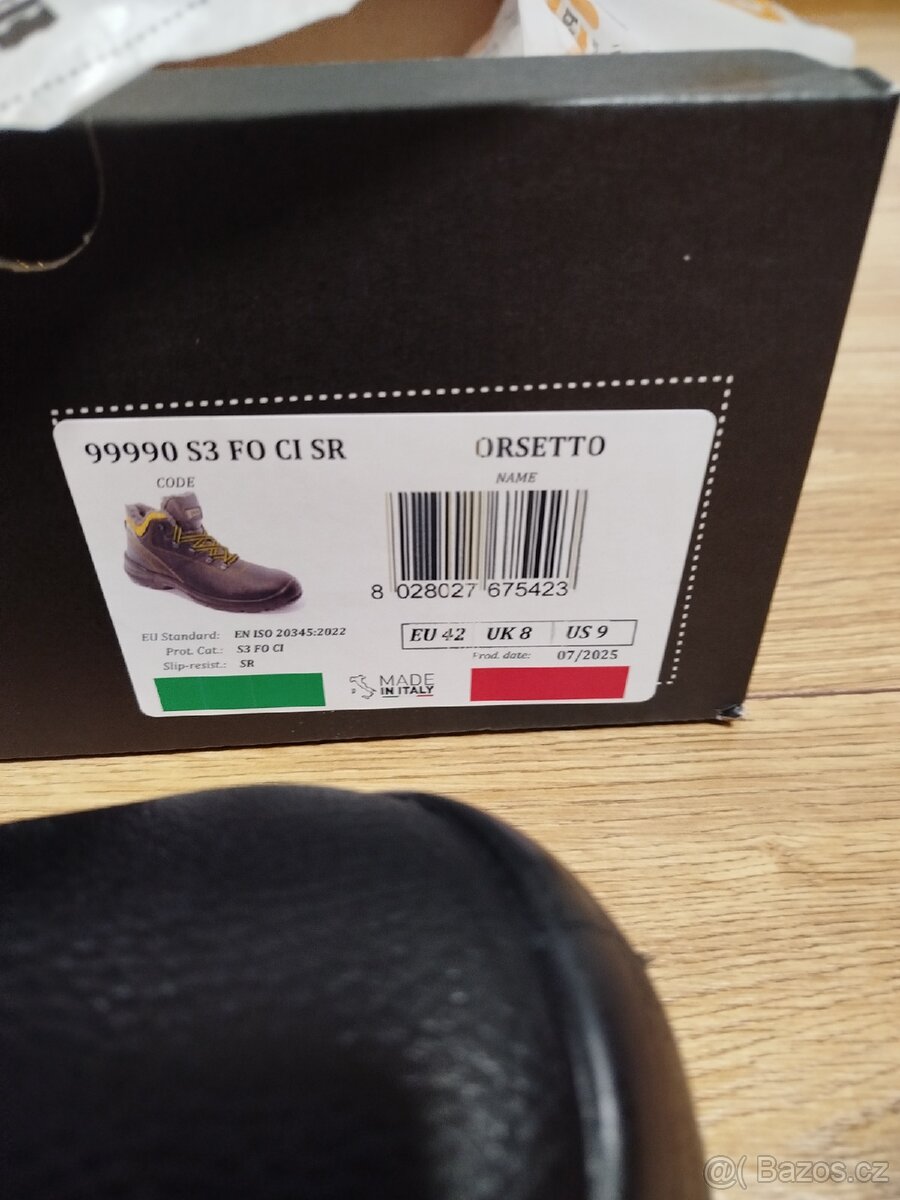 99990 S3 FO CI SR
ORSETTO
CODE
NAME
8 028027 675423
EU Standard: EN ISO 20345:2022
Prot. Cat.: S3 FO CI
Slip-resist.: SR
EU 42 UK 8 US 9
Prod. date: 07/2025
MADE
IN ITALY
@( Bazos.cz